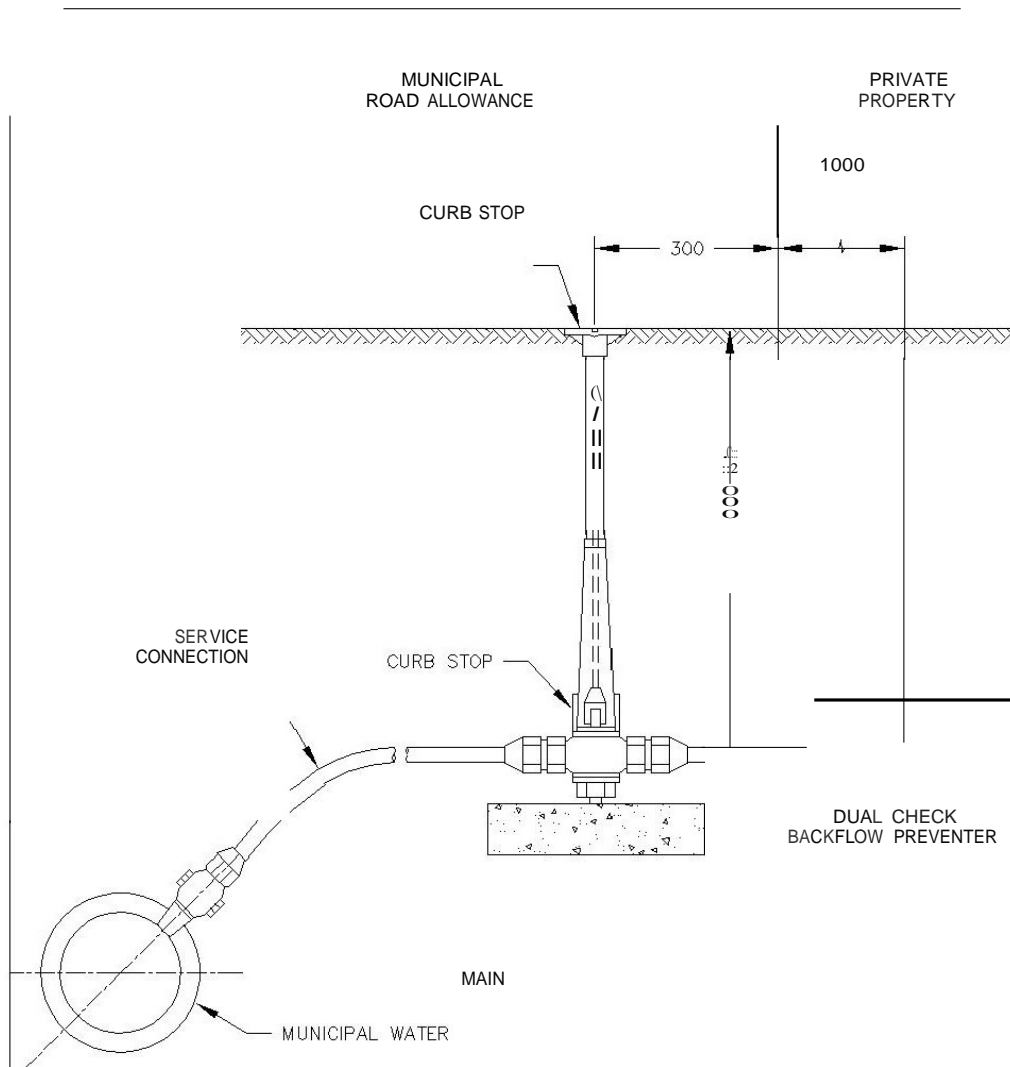 MUNICIPAL
ROAD ALLOWANCE
PRIVATE
PROPERTY
1000
CURB STOP
300
SERVICE
CONNECTION
CURB STOP
DUAL CHECK
BACKFLOW PREVENTER
MAIN
MUNICIPAL WATER